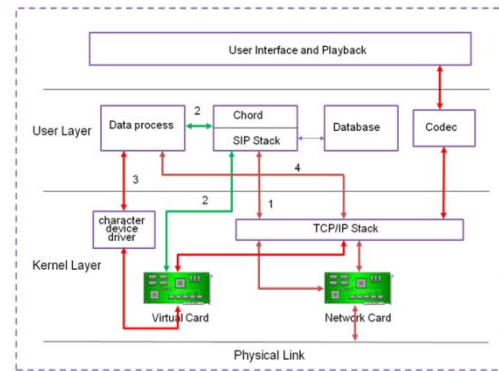 User Interface and Playback
User Layer
Data process
2
Chord
SIP Stack
Database
Codec
3
4
2
1
character
device
driver
TCP/IP Stack
Kernel Layer
Virtual Card
Network Card
Physical Link